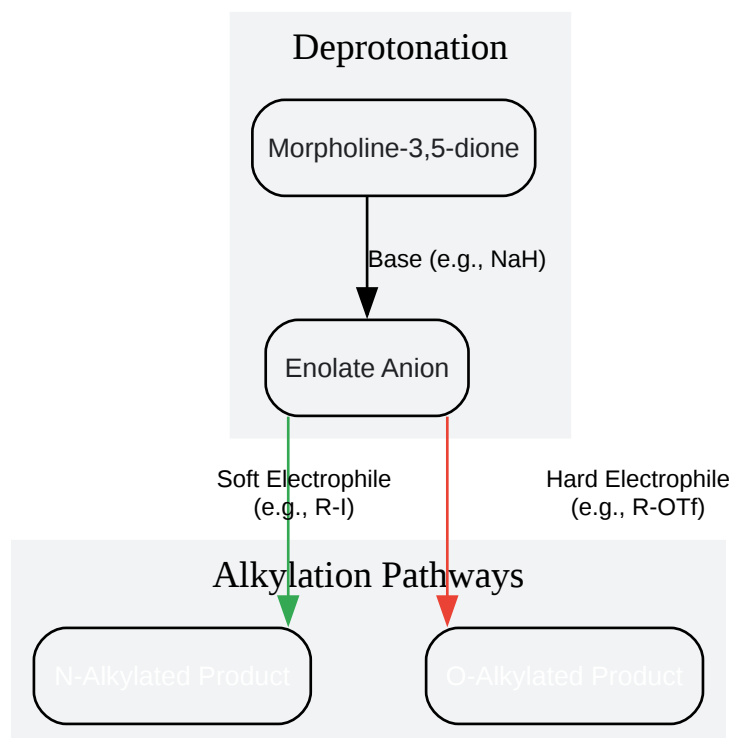 Deprotonation
Morpholine-3,5-dione
Base (e.g., NaH)
Enolate Anion
Soft Electrophile
(e.g., R-I)
Hard Electrophile
(e.g., R-OTf)
Alkylation Pathways
N-Alkylated Product
O-Alkylated Product